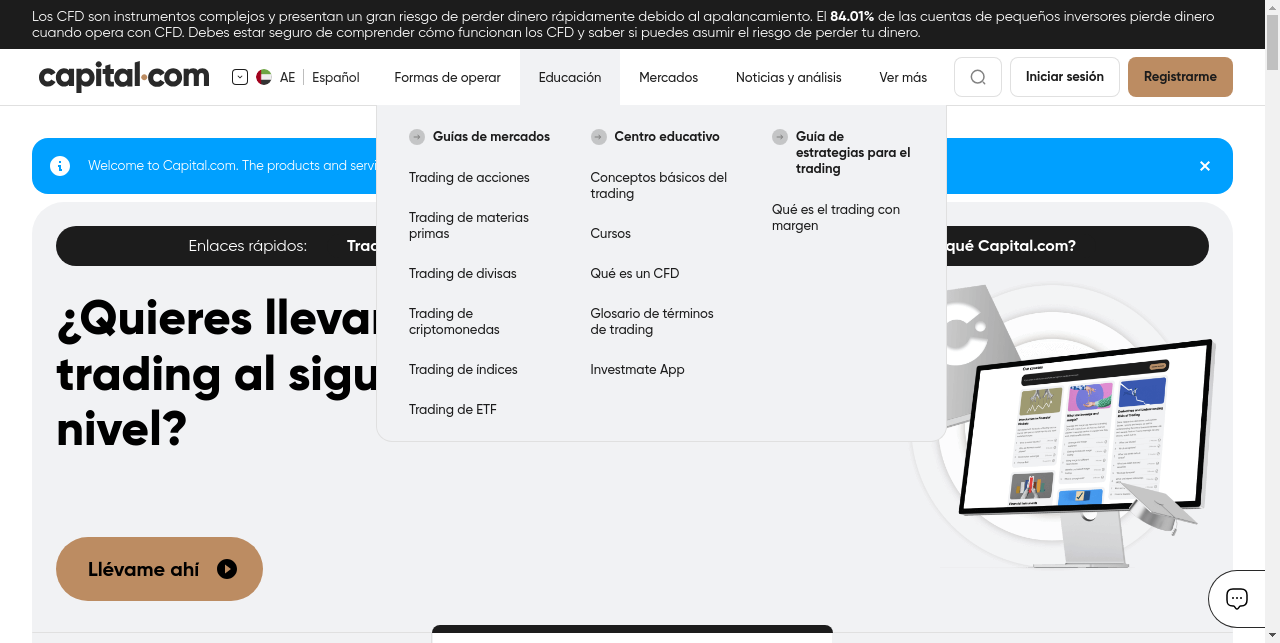 Los CFD son instrumentos complejos y presentan un gran riesgo de perder dinero rápidamente debido al apalancamiento. El 84.01% de las cuentas de pequeños inversores pierde dinero
cuando opera con CFD. Debes estar seguro de comprender cómo funcionan los CFD y saber si puedes asumir el riesgo de perder tu dinero.
capital.com
AE Español
Formas de operar
Educación
Mercados
Noticias y análisis
Ver más
Iniciar sesión
Registrarme
Welcome to Capital.com. The products and servi
Guías de mercados
Trading de acciones
Trading de materias
primas
Trading de divisas
Trading de
criptomonedas
Trading de índices
Trading de ETF
Centro educativo
Conceptos básicos del
trading
Cursos
Qué es un CFD
Glosario de términos
de trading
Investmate App
Guía de
estrategias para el
trading
Qué es el trading con
margen
Enlaces rápidos:
qué Capital.com?
¿Quieres lleva
trading al sigu
nivel?
Llévame ahí